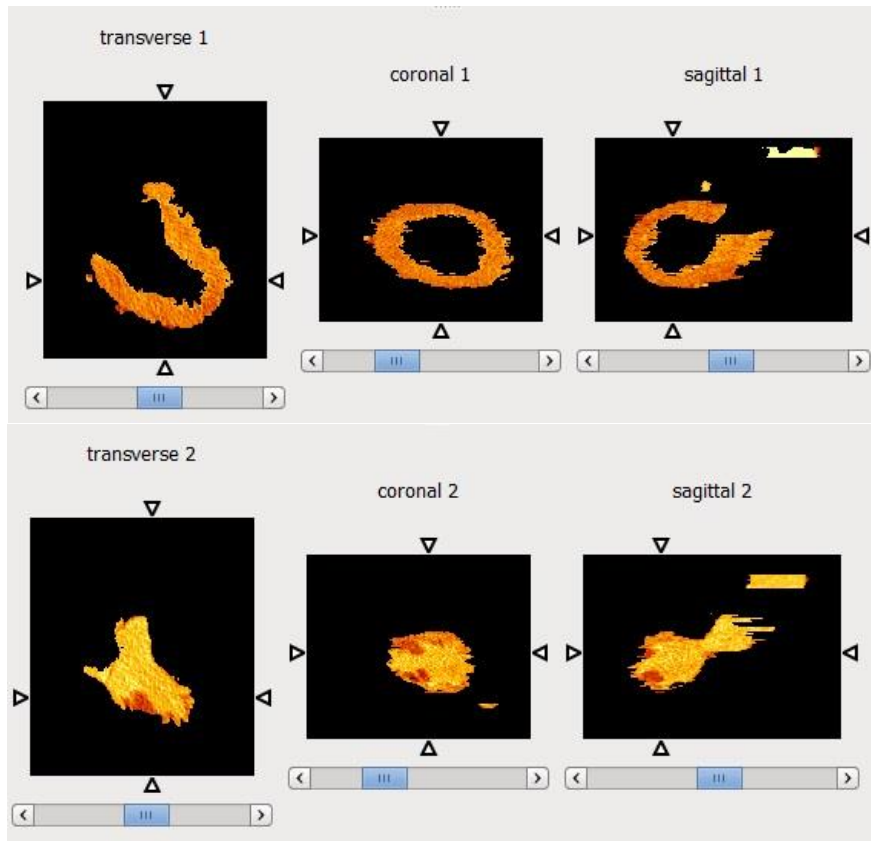 transverse 1
coronal 1
sagittal 1
transverse 2
coronal 2
sagittal 2